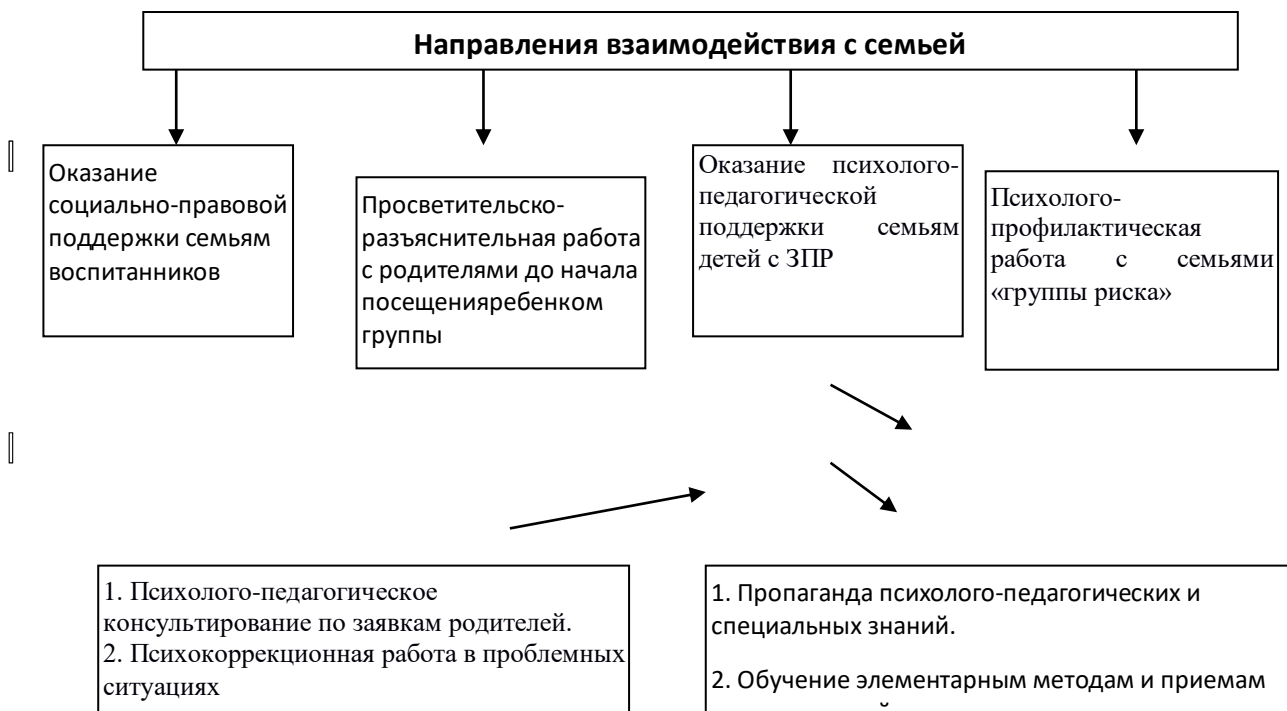 Направления взаимодействия с семьей
Оказание
социально-правовой
поддержки семьям
воспитанников
Просветительско-
разъяснительная работа
с родителями до начала
посещенияребенком
группы
Оказание психолого-
педагогической
поддержки семьям
детей с ЗПР
Психолого-
профилактическая
работа с семьями
«группы риска»
1. Психолого-педагогическое
консультирование по заявкам родителей.
2. Психокоррекционная работа в проблемных
ситуациях
1. Пропаганда психолого-педагогических и
специальных знаний.
2. Обучение элементарным методам и приемам